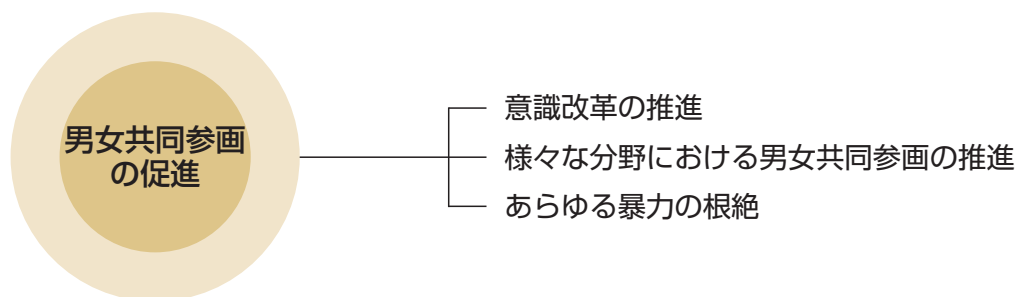 男女共同参画
の促進
意識改革の推進
様々な分野における男女共同参画の推進
あらゆる暴力の根絶